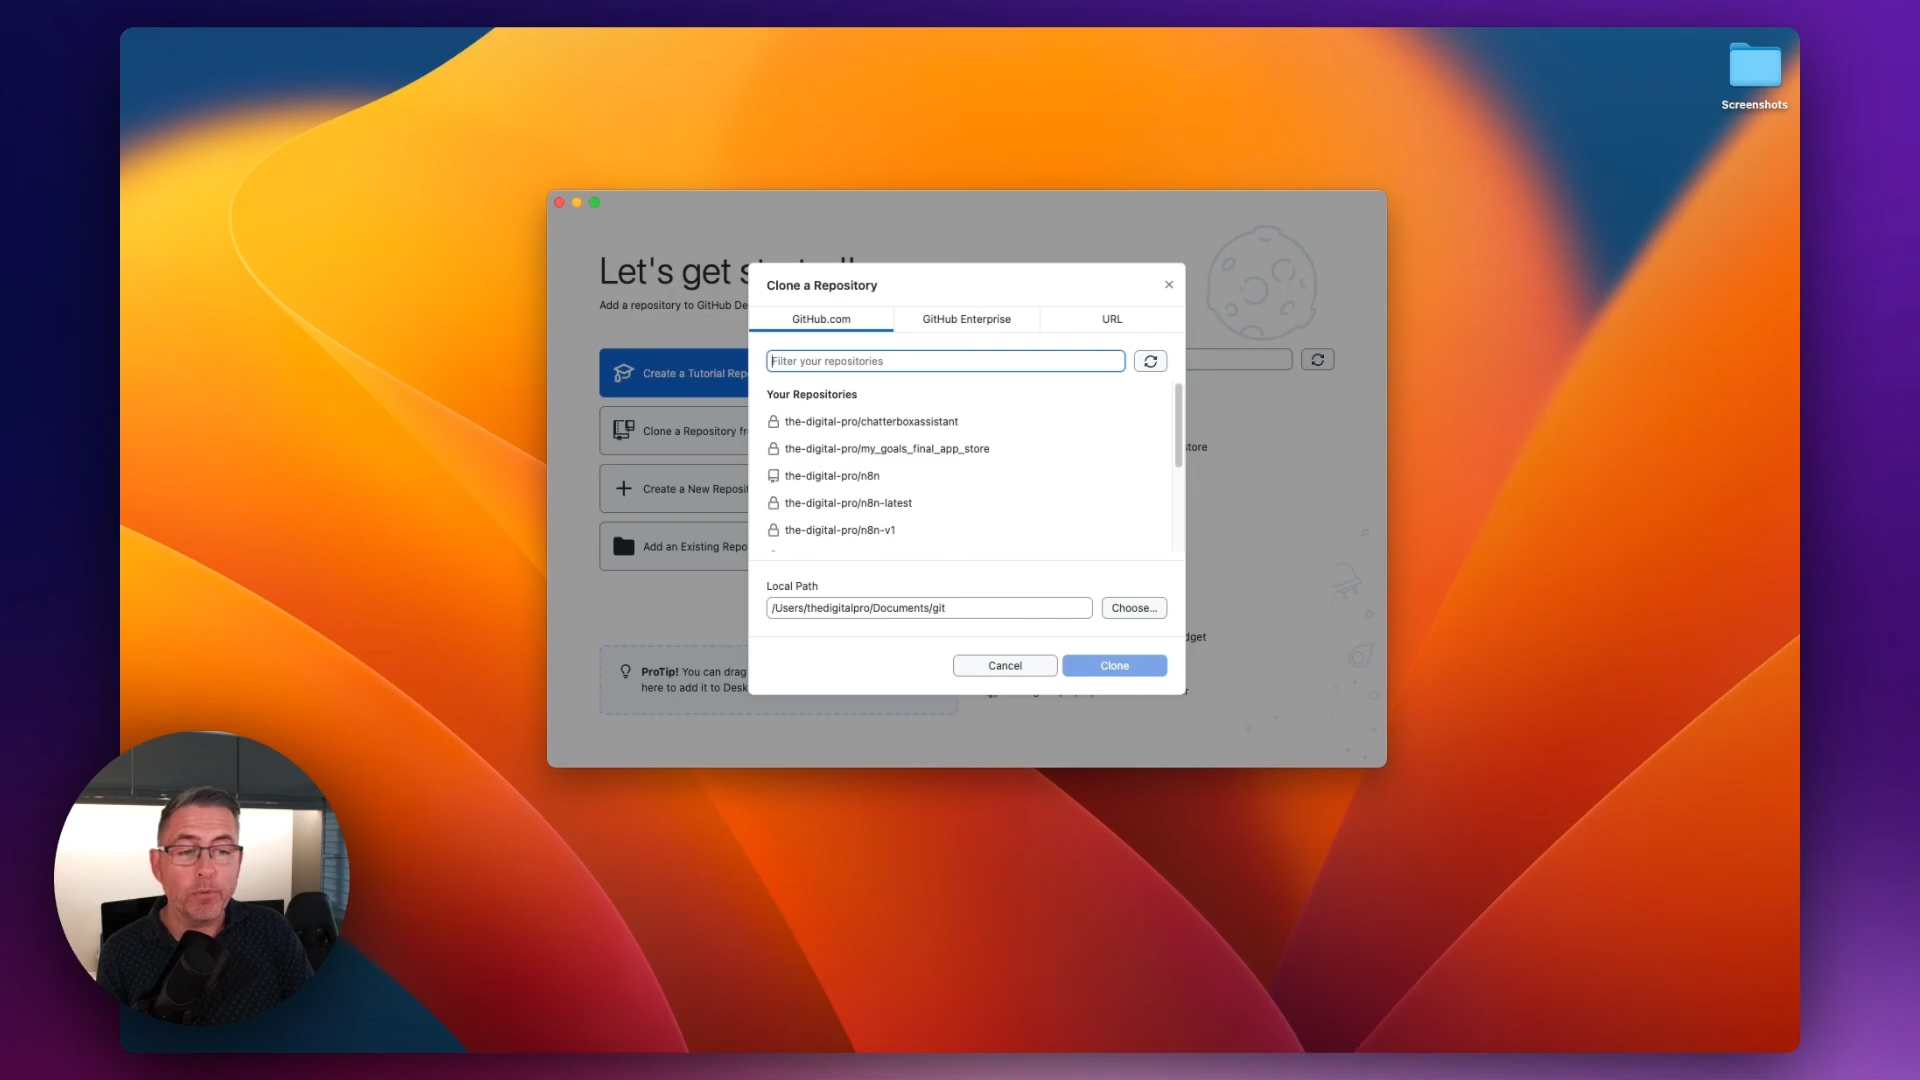 Screenshots
Let's get
Add a repository to GitHub De
Create a Tutorial Rep
Clone a Repository fr
Create a New Reposit
Add an Existing Repo
ProTip! You can drag
here to add it to Desk
Clone a Repository
GitHub.com
GitHub Enterprise
URL
Filter your repositories
Your Repositories
the-digital-pro/chatterboxassistant
the-digital-pro/my_goals_final_app_store
the-digital-pro/n8n
the-digital-pro/n8n-latest
the-digital-pro/n8n-v1
Local Path
/Users/thedigitalpro/Documents/git
Choose...
Cancel
Clone
store
dget